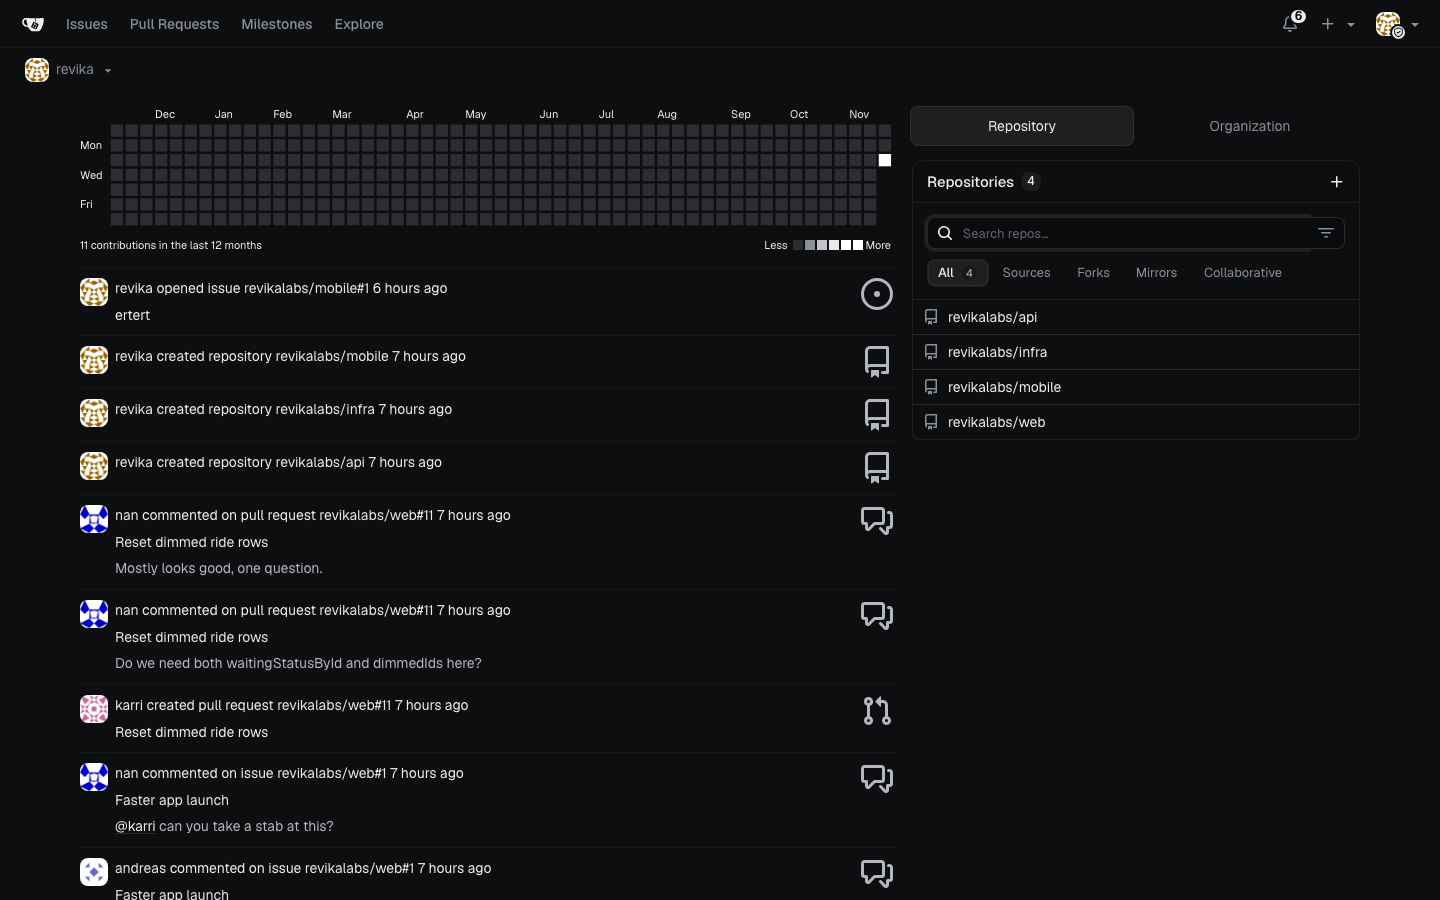 Issues Pull Requests Milestones Explore 6
revika
Dec Jan Feb Mar Apr May Jun Jul Aug Sep Oct Nov
Mon
Wed
Fri
11 contributions in the last 12 months Less More
revika opened issue revikalabs/mobile#1 6 hours ago
ertert
revika created repository revikalabs/mobile 7 hours ago
revika created repository revikalabs/infra 7 hours ago
revika created repository revikalabs/api 7 hours ago
nan commented on pull request revikalabs/web#11 7 hours ago
Reset dimmed ride rows
Mostly looks good, one question.
nan commented on pull request revikalabs/web#11 7 hours ago
Reset dimmed ride rows
Do we need both waitingStatusById and dimmedIds here?
karri created pull request revikalabs/web#11 7 hours ago
Reset dimmed ride rows
nan commented on issue revikalabs/web#1 7 hours ago
Faster app launch
@karri can you take a stab at this?
andreas commented on issue revikalabs/web#1 7 hours ago
Faster app launch
Repository Organization
Repositories 4
Search repos...
All 4 Sources Forks Mirrors Collaborative
revikalabs/api
revikalabs/infra
revikalabs/mobile
revikalabs/web